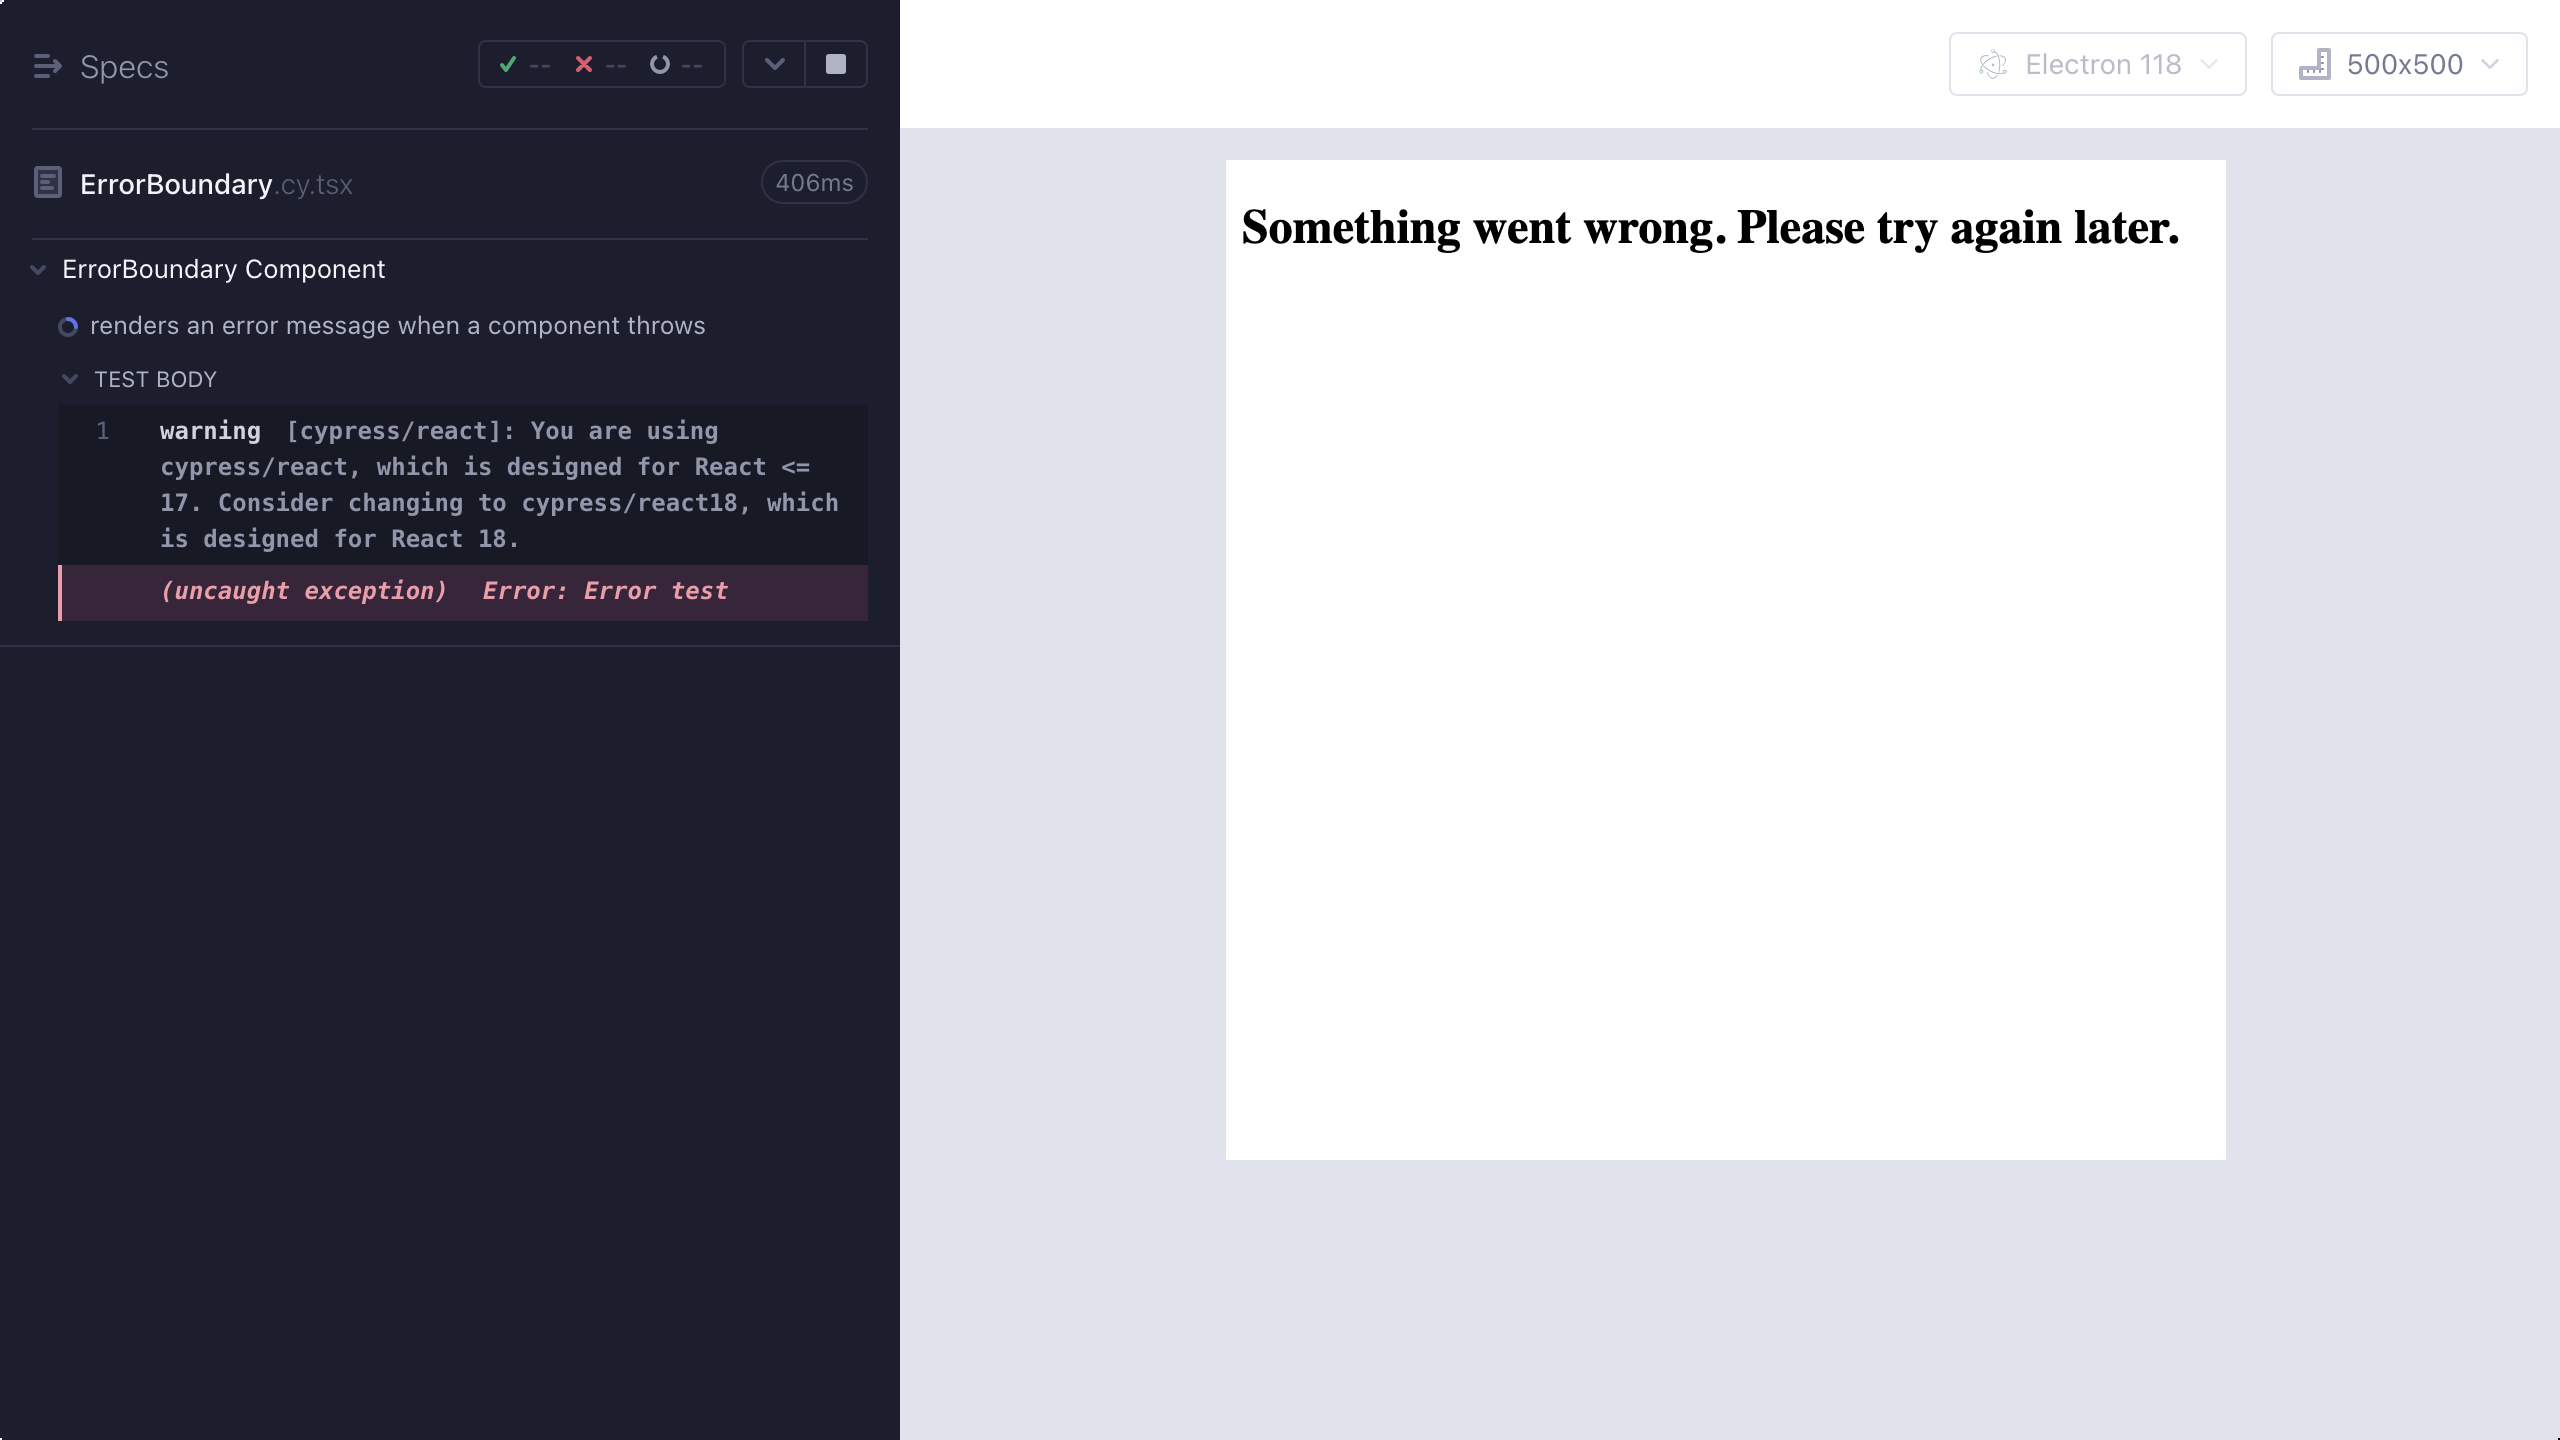 Specs
--
--
--
Electron 118
500x500
ErrorBoundary.cy.tsx
406ms
ErrorBoundary Component
renders an error message when a component throws
TEST BODY
1 warning [cypress/react]: You are using
cypress/react, which is designed for React <=
17. Consider changing to cypress/react18, which
is designed for React 18.
(uncaught exception) Error: Error test
Something went wrong. Please try again later.